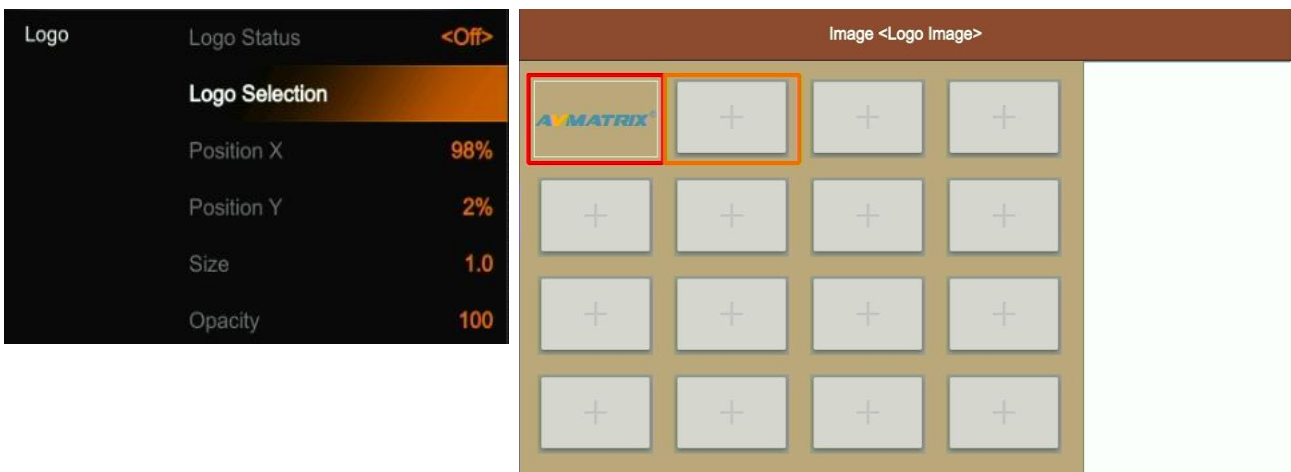 Logo
Logo Status <Off>
Logo Selection
Position X 98%
Position Y 2%
Size 1.0
Opacity 100
Image <Logo Image>
AVMATRIX®